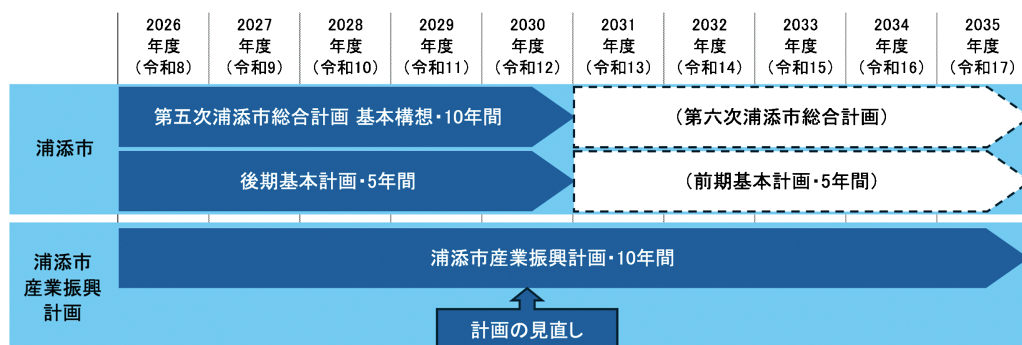 2026
年度
(令和8)
2027
年度
(令和9)
2028
年度
(令和10)
2029
年度
(令和11)
2030
年度
(令和12)
2031
年度
(令和13)
2032
年度
(令和14)
2033
年度
(令和15)
2034
年度
(令和16)
2035
年度
(令和17)
浦添市
第五次浦添市総合計画 基本構想・10年間
(第六次浦添市総合計画)
後期基本計画・5年間
(前期基本計画・5年間)
浦添市
産業振興
計画
浦添市産業振興計画・10年間
計画の見直し